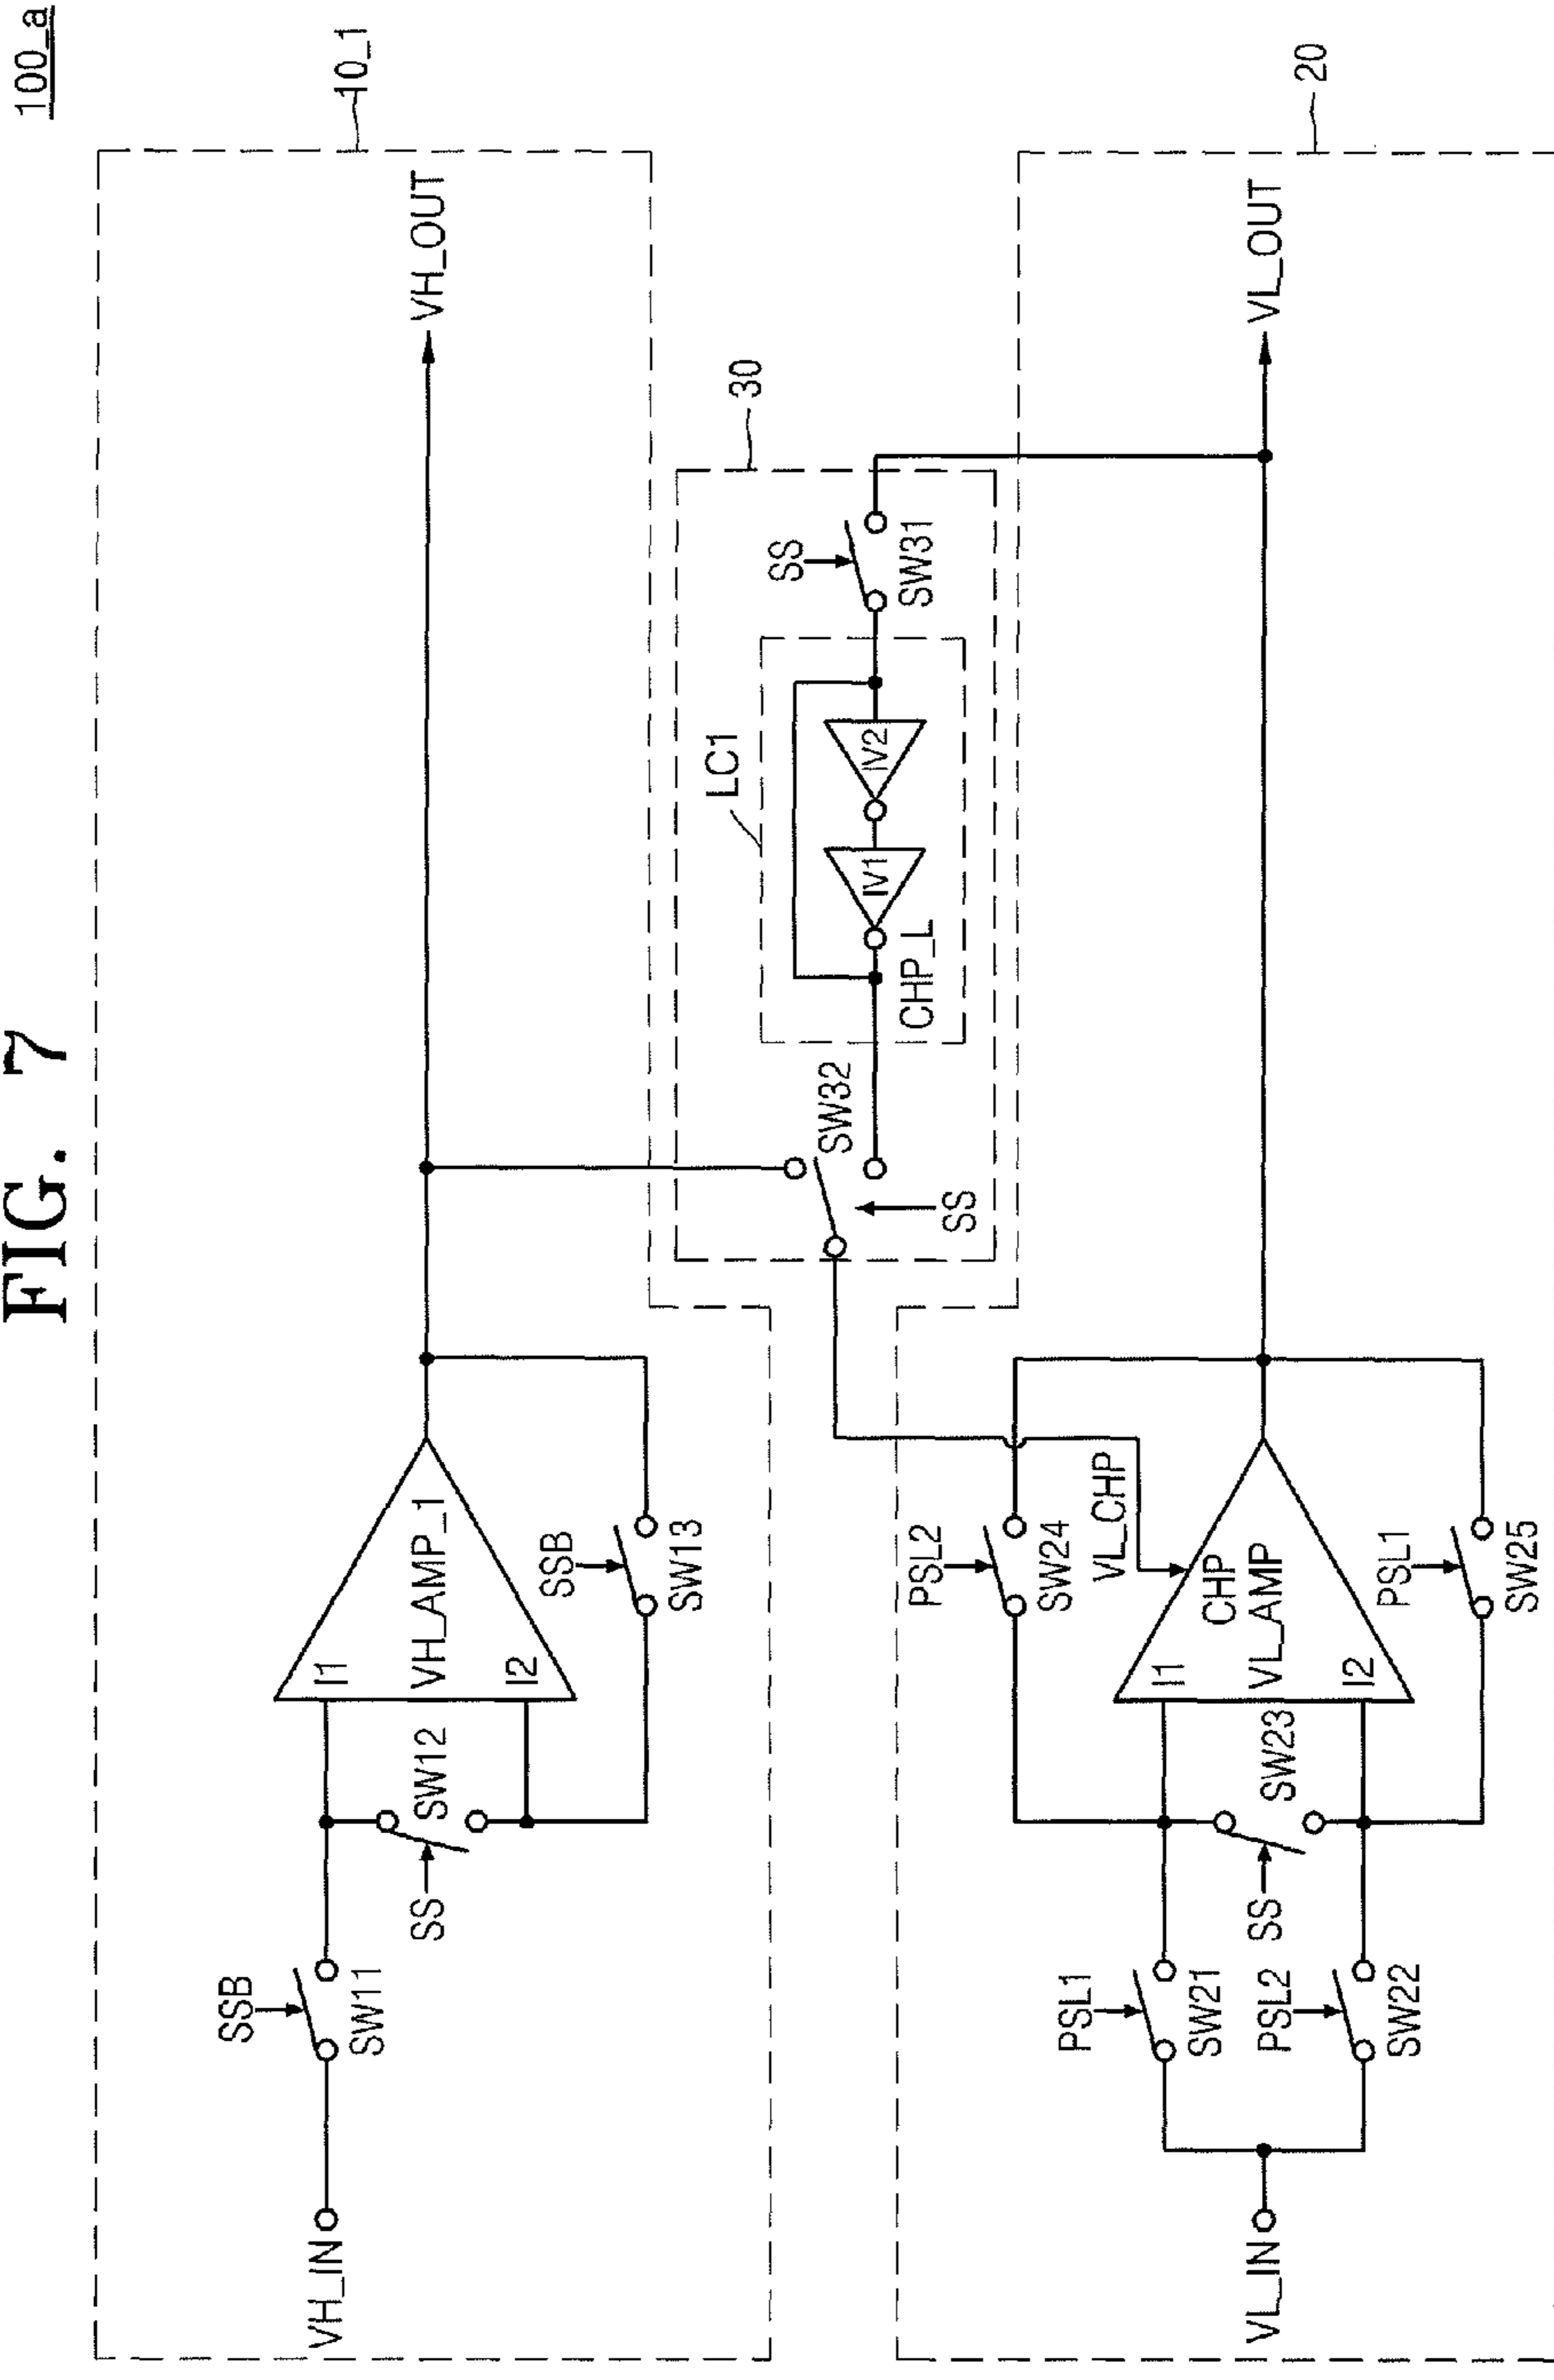 FIG. 7
100_a
10_1
VH_IN
SSB
SW11
SS
SW12
I1
VH_AMP_1
I2
SSB
SW13
VH_OUT
30
SW32
SS
LC1
CHP_L
IV1
IV2
SS
SW31
20
VL_IN
PSL1
SW21
PSL2
SW22
SS
SW23
I1
CHP
VL_AMP
I2
PSL2
SW24
VL_CHP
PSL1
SW25
VL_OUT